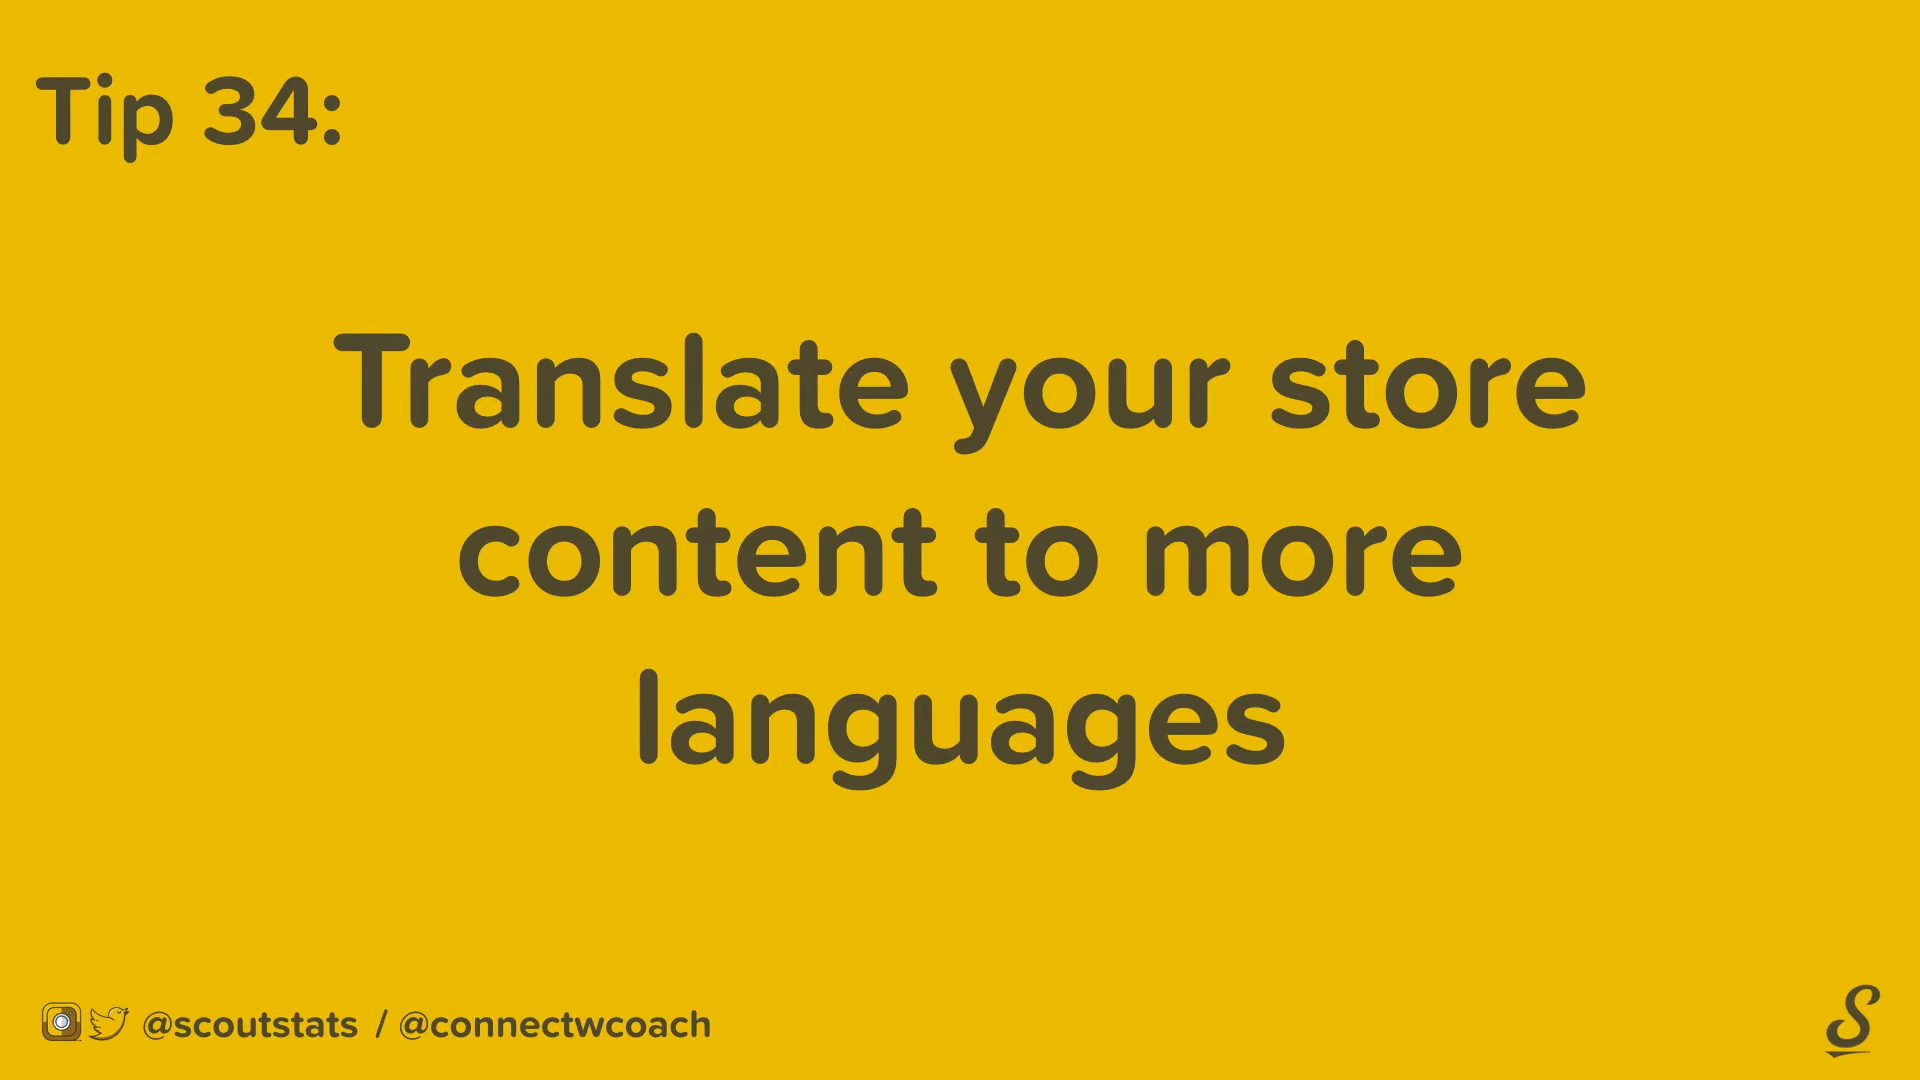 Tip 34:
Translate your store
content to more
languages
@scoutstats / @connectwcoach
S